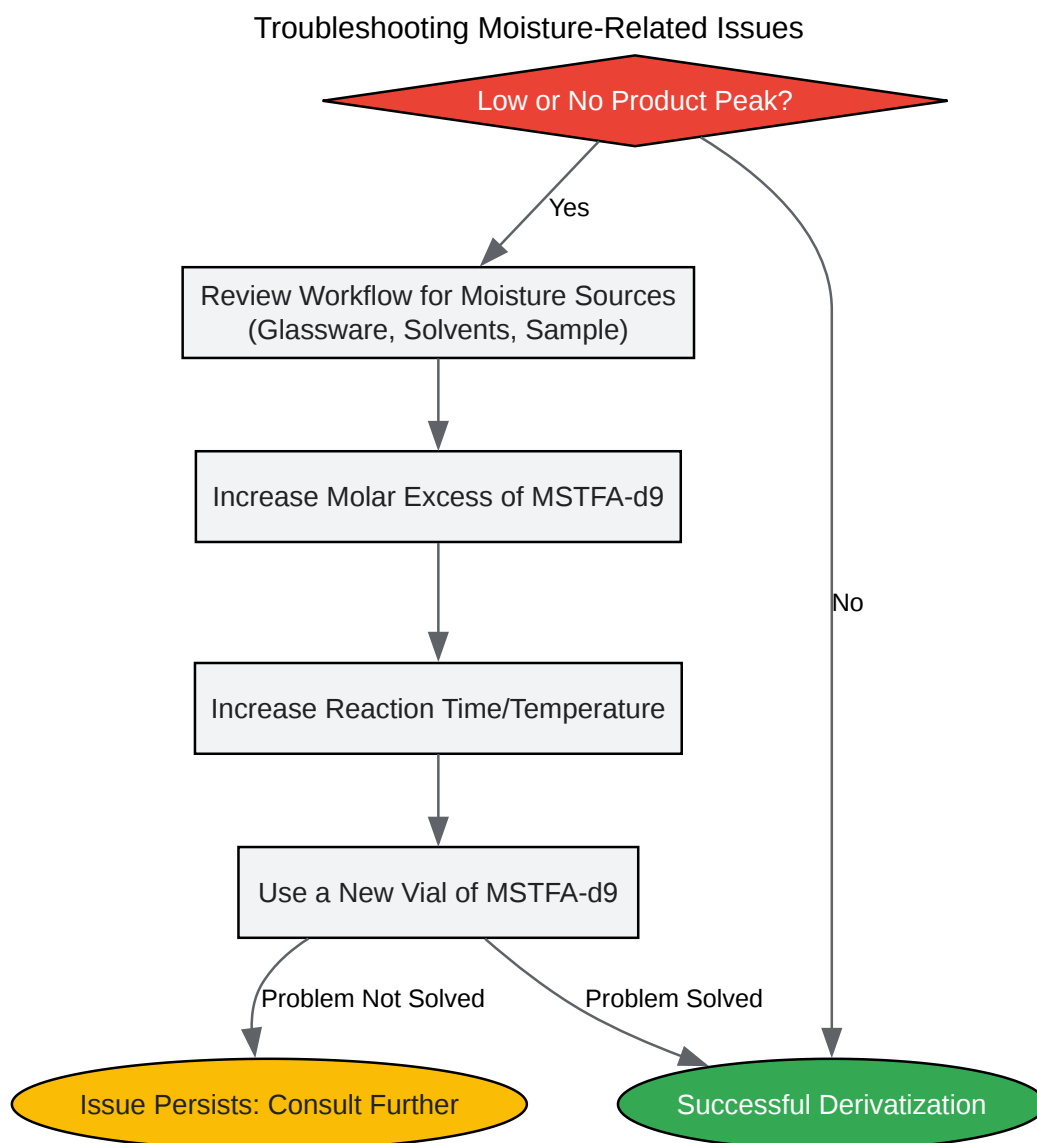 Troubleshooting Moisture-Related Issues
Low or No Product Peak?
Yes
Review Workflow for Moisture Sources
(Glassware, Solvents, Sample)
Increase Molar Excess of MSTFA-d9
No
Increase Reaction Time/Temperature
Use a New Vial of MSTFA-d9
Problem Not Solved
Problem Solved
Issue Persists: Consult Further
Successful Derivatization